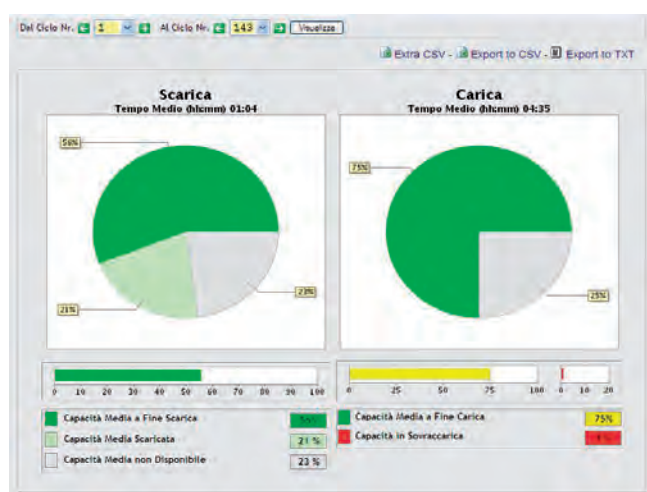 Dal Ciclo Nr. 1 Al Ciclo Nr. 143 Visualizza
Extra CSV - Export to CSV - Export to TXT
Scarica
Tempo Medio (hh:mm) 01:04
56%
21%
23%
Carica
Tempo Medio (hh:mm) 04:35
75%
25%
0 10 20 30 40 50 60 70 80 90 100
0 25 50 75 100 0 10 20
Capacità Media a Fine Scarica
Capacità Media Scaricata 21 %
Capacità Media non Disponibile 23 %
Capacità Media a Fine Carica 75%
Capacità in Sovraccarica